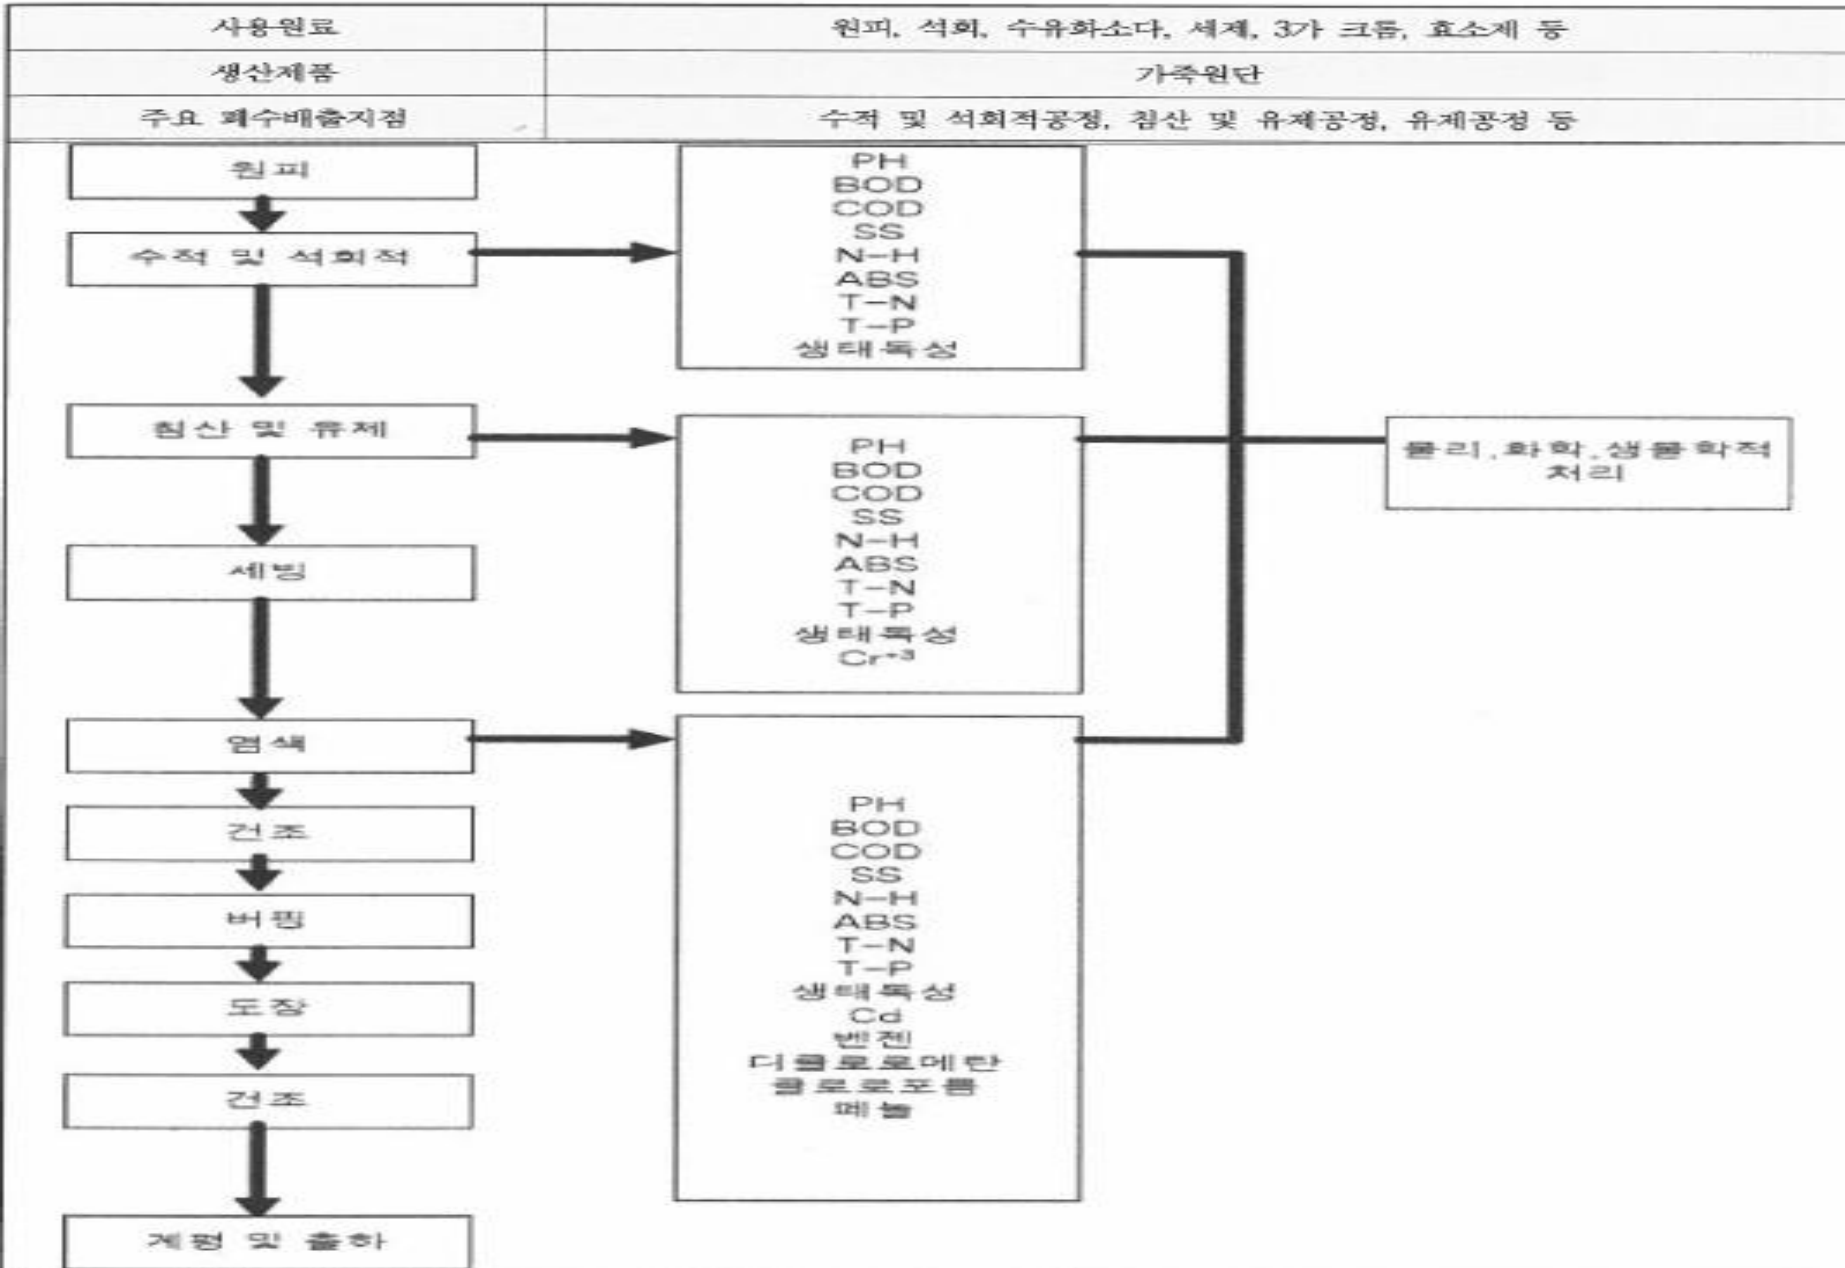 사용원료 원피, 석회, 수유화소다, 세제, 3가 크롬, 효소제 등
생산제품 가죽원단
주요 폐수배출지점 수적 및 석회적공정, 침산 및 유제공정, 유제공정 등
원피
수적 및 석회적
침산 및 유제
세빙
염색
건조
버핑
도장
건조
계평 및 출하
PH
BOD
COD
SS
N-H
ABS
T-N
T-P
생태독성
PH
BOD
COD
SS
N-H
ABS
T-N
T-P
생태독성
Cr+3
PH
BOD
COD
SS
N-H
ABS
T-N
T-P
생태독성
Cd
벤젠
디클로로메탄
클로로포름
페놀
물리,화학,생물학적
처리